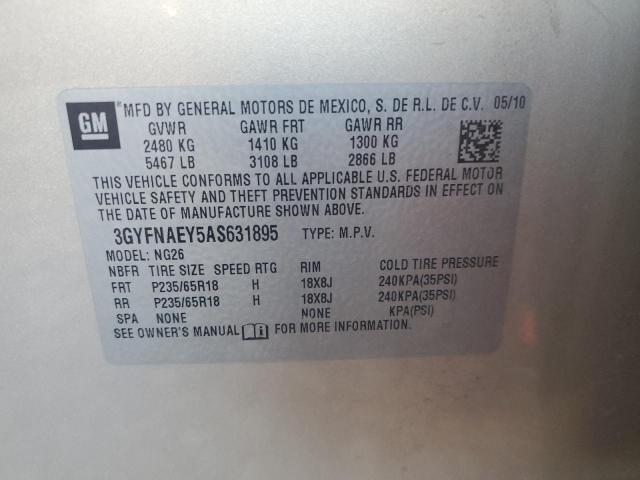 GM ® MFD BY GENERAL MOTORS DE MEXICO, S. DE R.L. DE C.V. 05/10
GVWR GAWR FRT GAWR RR
2480 KG 1410 KG 1300 KG
5467 LB 3108 LB 2866 LB
THIS VEHICLE CONFORMS TO ALL APPLICABLE U.S. FEDERAL MOTOR
VEHICLE SAFETY AND THEFT PREVENTION STANDARDS IN EFFECT ON
THE DATE OF MANUFACTURE SHOWN ABOVE.
3GYFNAEY5AS631895 TYPE: M.P.V.
MODEL: NG26
NBFR TIRE SIZE SPEED RTG RIM COLD TIRE PRESSURE
FRT P235/65R18 H 18X8J 240KPA(35PSI)
RR P235/65R18 H 18X8J 240KPA(35PSI)
SPA NONE NONE KPA(PSI)
SEE OWNER'S MANUAL FOR MORE INFORMATION.